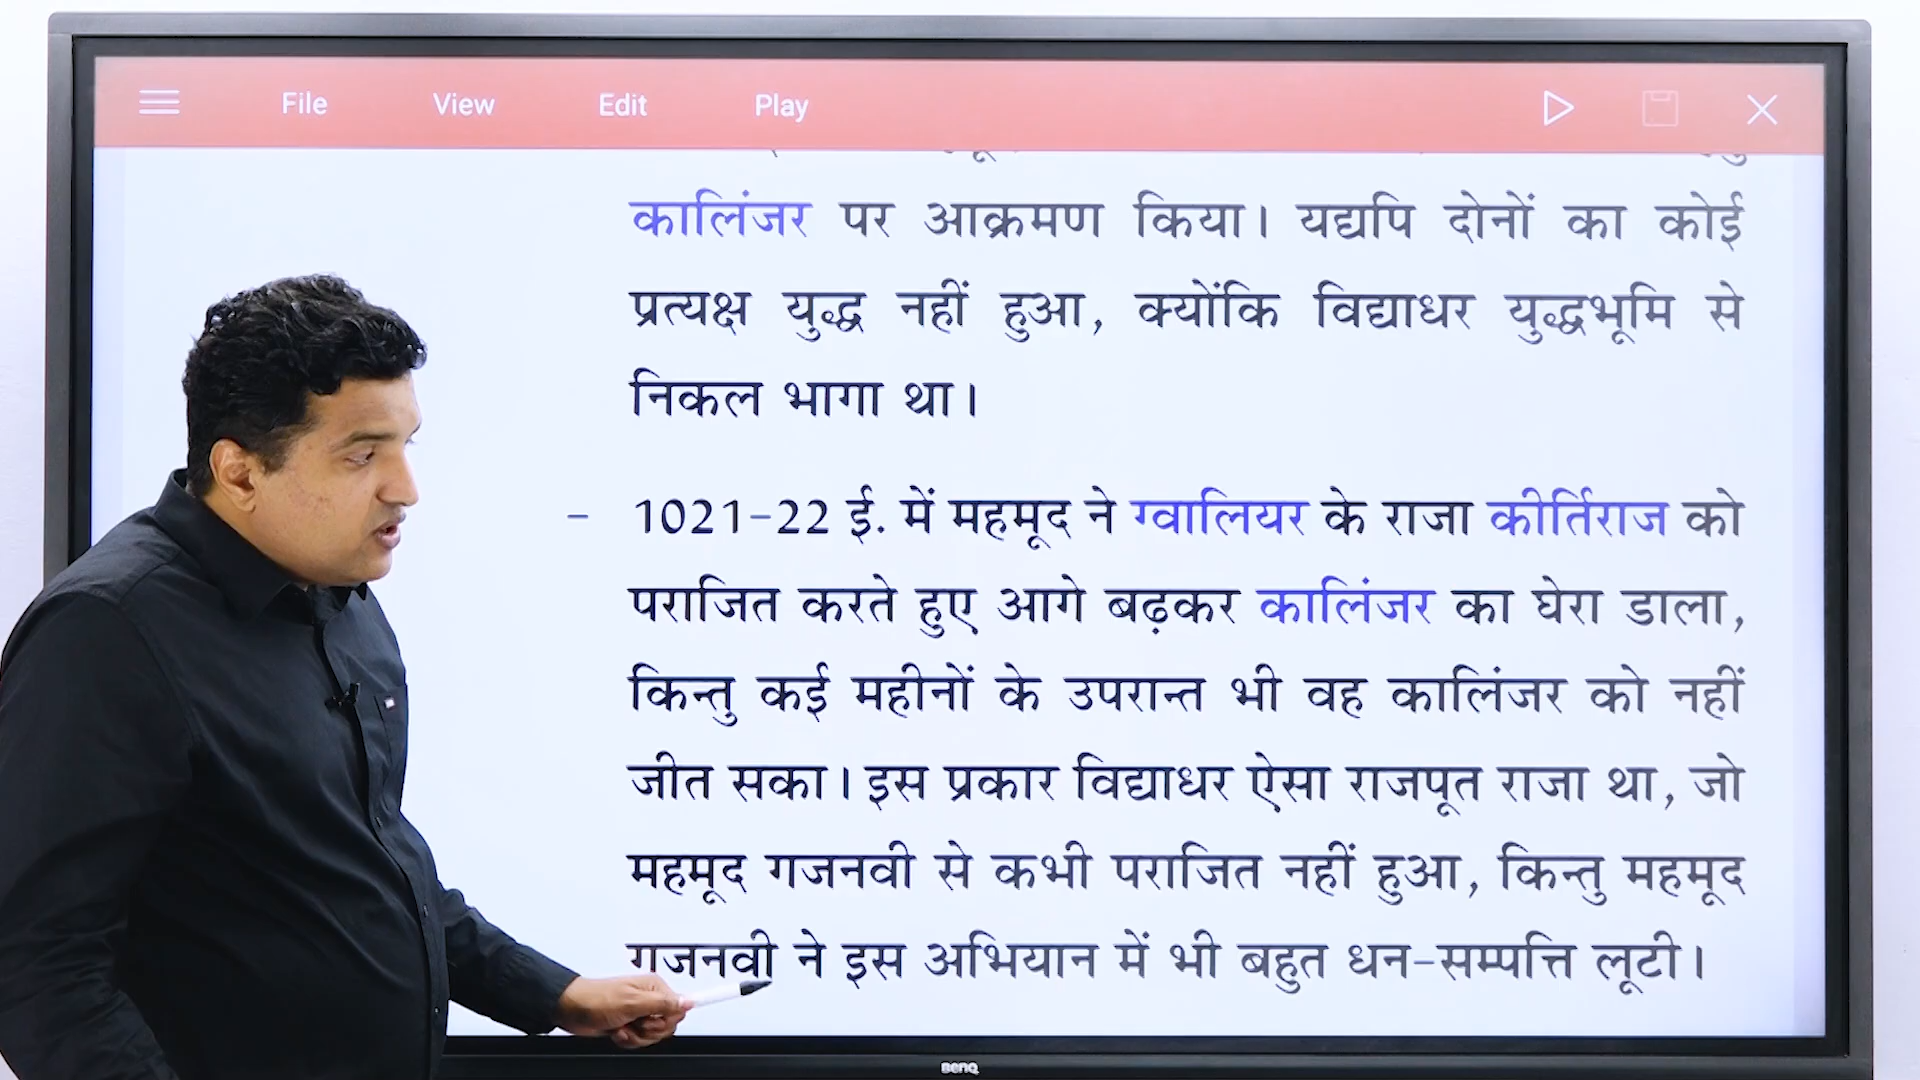 File View Edit Play
कालिंजर पर आक्रमण किया। यद्यपि दोनों का कोई
प्रत्यक्ष युद्ध नहीं हुआ, क्योंकि विद्याधर युद्धभूमि से
निकल भागा था।
- 1021-22 ई. में महमूद ने ग्वालियर के राजा कीर्तिराज को
पराजित करते हुए आगे बढ़कर कालिंजर का घेरा डाला,
किन्तु कई महीनों के उपरान्त भी वह कालिंजर को नहीं
जीत सका। इस प्रकार विद्याधर ऐसा राजपूत राजा था, जो
महमूद गजनवी से कभी पराजित नहीं हुआ, किन्तु महमूद
गजनवी ने इस अभियान में भी बहुत धन-सम्पत्ति लूटी।
BenQ